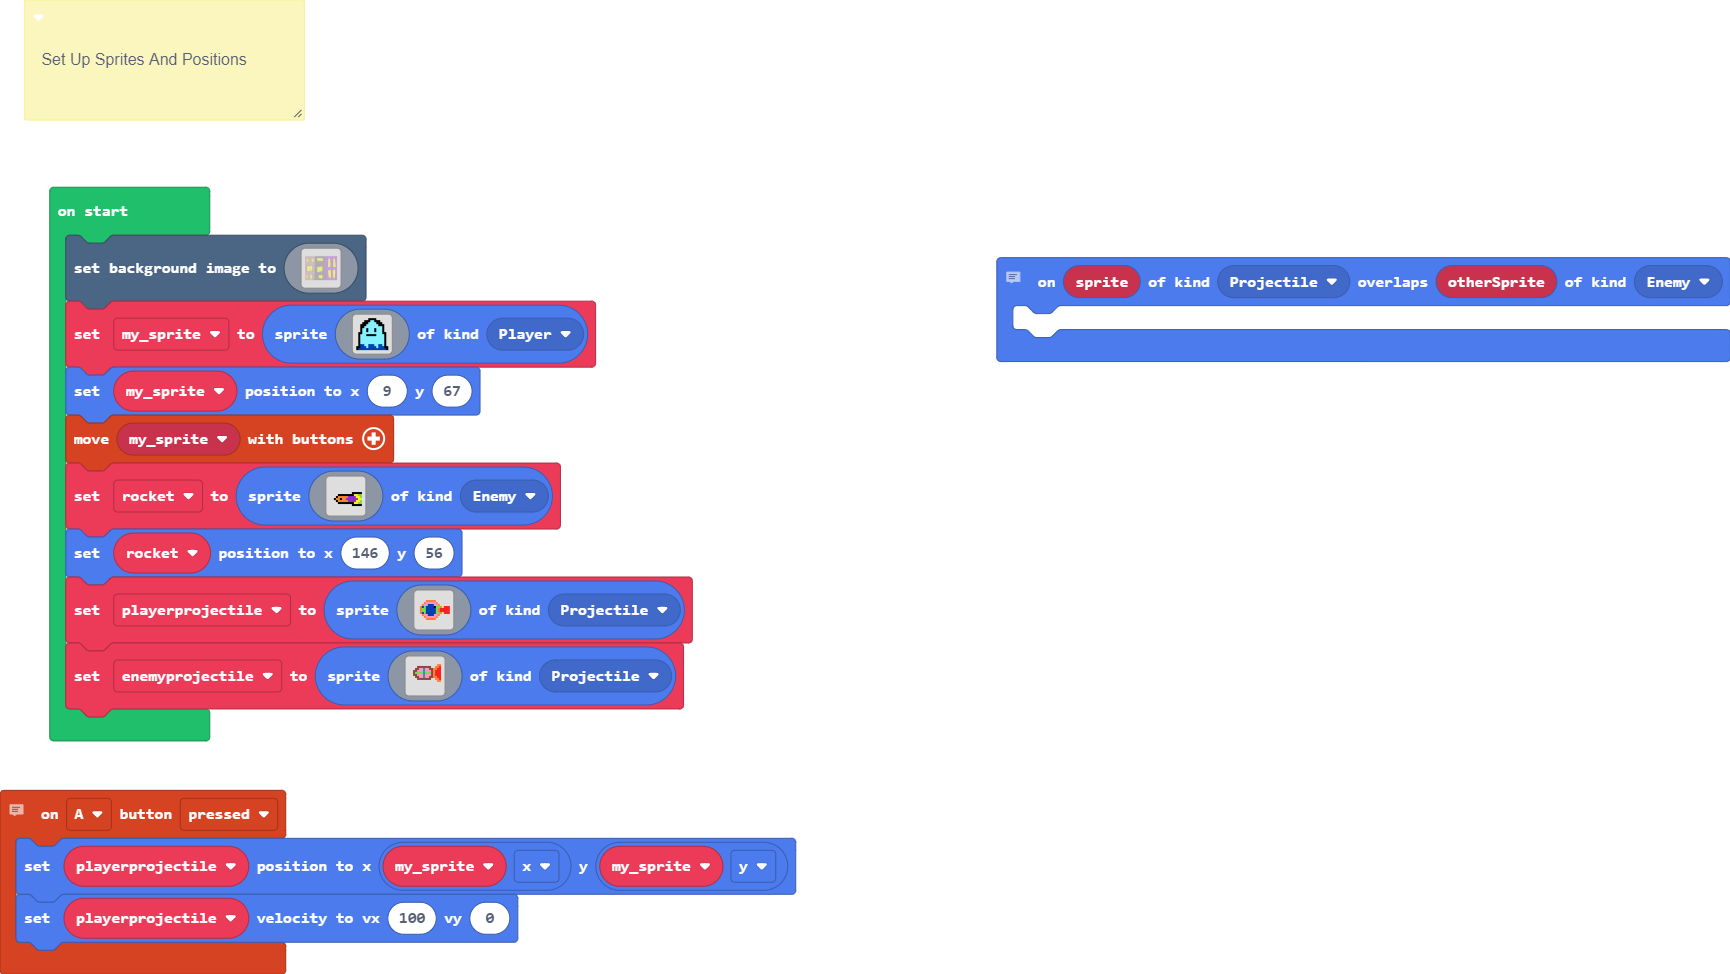 Set Up Sprites And Positions
on start
set background image to
set my_sprite to sprite of kind Player
set my_sprite position to x 9 y 67
move my_sprite with buttons
set rocket to sprite of kind Enemy
set rocket position to x 146 y 56
set playerprojectile to sprite of kind Projectile
set enemyprojectile to sprite of kind Projectile
on sprite of kind Projectile overlaps otherSprite of kind Enemy
on A button pressed
set playerprojectile position to x my_sprite x y my_sprite y
set playerprojectile velocity to vx 100 vy 0